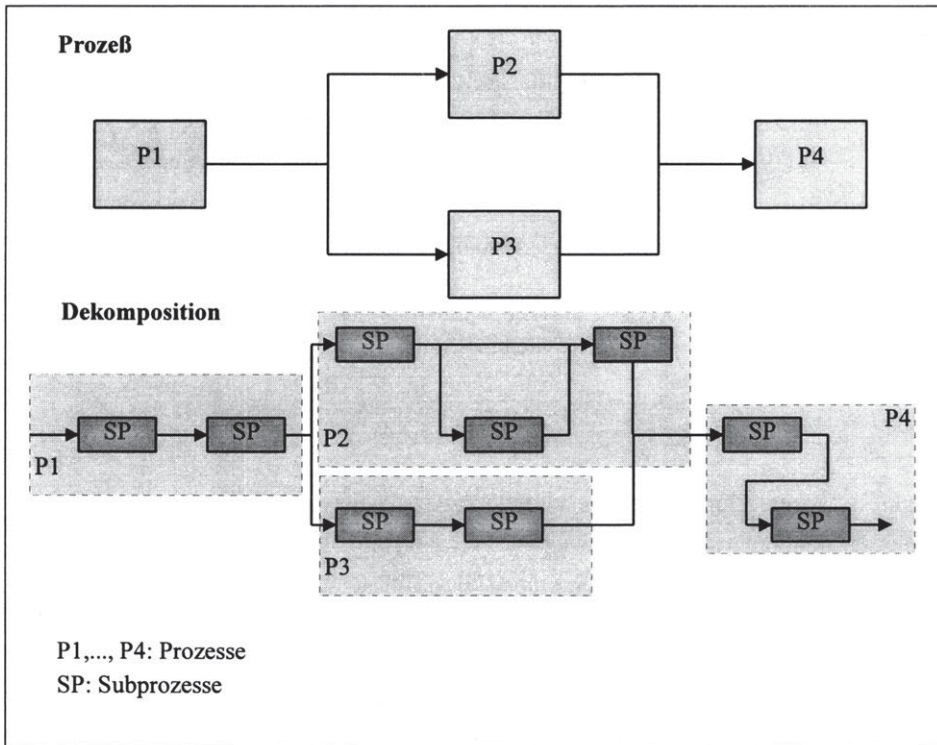 Prozeß
P2
P1
P4
P3
Dekomposition
SP
SP
SP
SP
P2
SP
SP
P4
P1
SP
SP
SP
P3
P1,..., P4: Prozesse
SP: Subprozesse